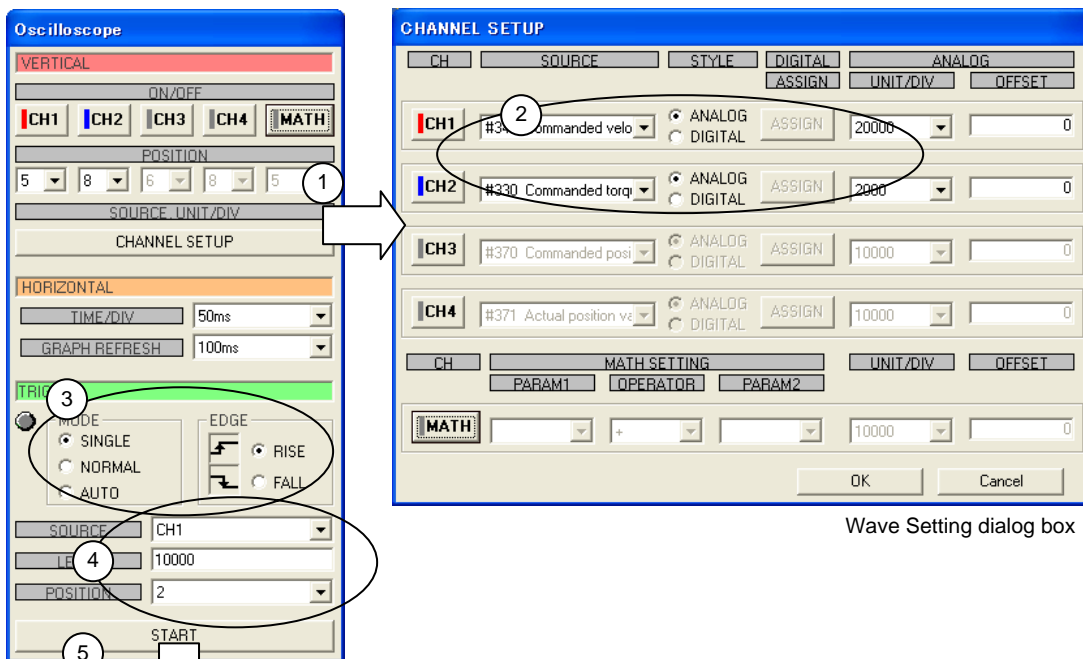 Oscilloscope
VERTICAL
ON/OFF
CH1 CH2 CH3 CH4 MATH
POSITION
5 8 6 8 5
1
SOURCE, UNIT/DIV
CHANNEL SETUP
HORIZONTAL
TIME/DIV 50ms
GRAPH REFRESH 100ms
3
MODE EDGE
SINGLE
NORMAL
AUTO
RISE
FALL
SOURCE CH1
4
10000
POSITION 2
START
5
CHANNEL SETUP
CH SOURCE STYLE DIGITAL ANALOG
ASSIGN UNIT/DIV OFFSET
2
CH1 velo ANALOG DIGITAL ASSIGN 20000 0
CH2 #330 Commanded torq ANALOG DIGITAL ASSIGN 2000 0
CH3 #370 Commanded posi ANALOG DIGITAL ASSIGN 10000 0
CH4 #371 Actual position va ANALOG DIGITAL ASSIGN 10000 0
CH MATH SETTING UNIT/DIV OFFSET
PARAM1 OPERATOR PARAM2
MATH + 10000 0
OK Cancel
Wave Setting dialog box